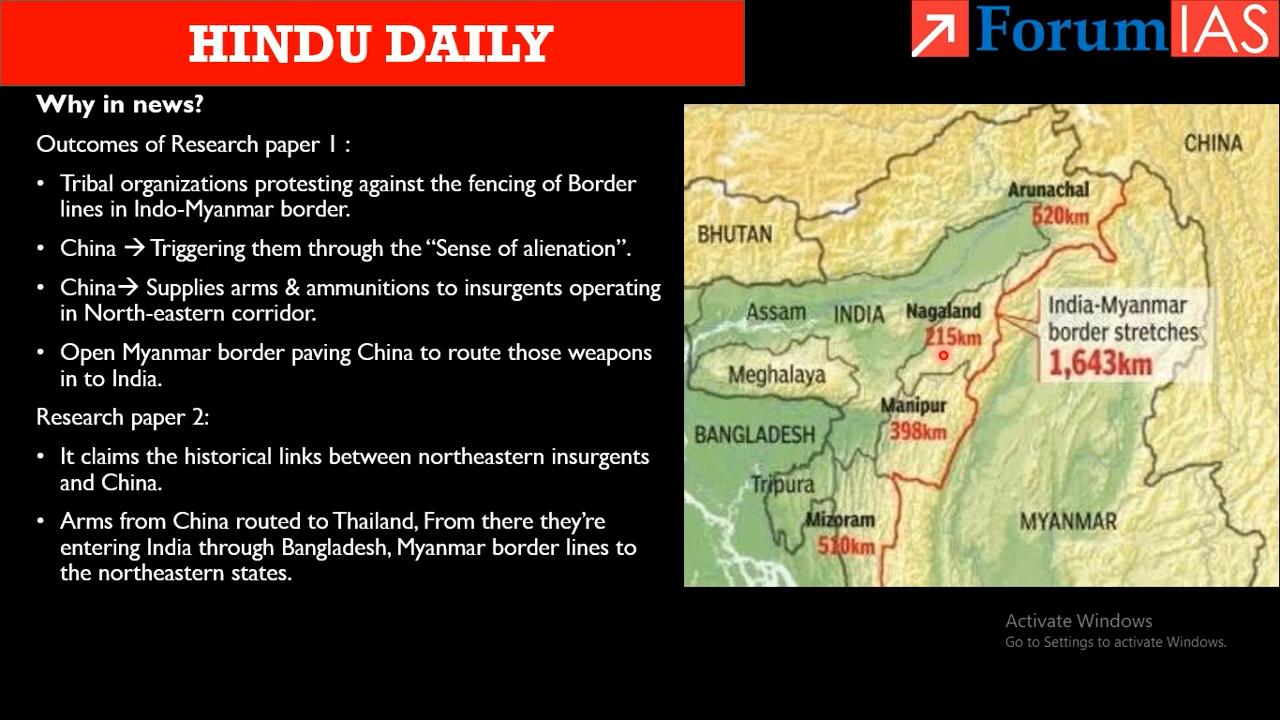 HINDU DAILY
ForumIAS
Why in news?
Outcomes of Research paper 1 :
• Tribal organizations protesting against the fencing of Border
lines in Indo-Myanmar border.
• China → Triggering them through the “Sense of alienation”.
• China→ Supplies arms & ammunitions to insurgents operating
in North-eastern corridor.
• Open Myanmar border paving China to route those weapons
in to India.
Research paper 2:
• It claims the historical links between northeastern insurgents
and China.
• Arms from China routed to Thailand, From there they’re
entering India through Bangladesh, Myanmar border lines to
the northeastern states.
CHINA
Arunachal
520km
BHUTAN
Assam
INDIA
Nagaland
215km
India-Myanmar
border stretches
1,643km
Meghalaya
Manipur
398km
BANGLADESH
Tripura
Mizoram
510km
MYANMAR
Activate Windows
Go to Settings to activate Windows.